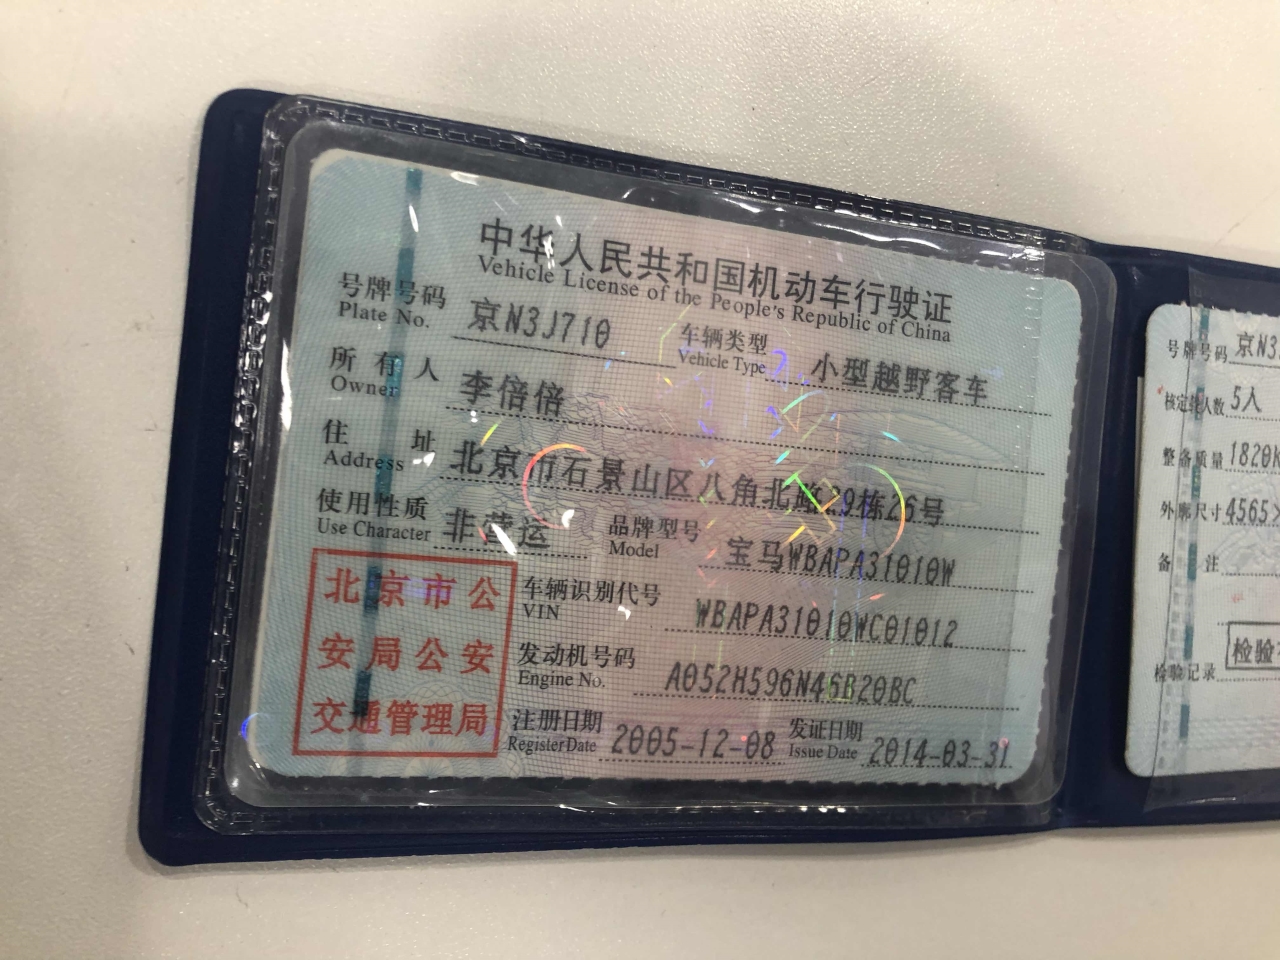 中华人民共和国机动车行驶证
Vehicle License of the People's Republic of China
号牌号码 京N3J710 车辆类型 小型越野客车
Plate No. Vehicle Type
所有人 李倍倍
Owner
住址 北京市石景山区八角北路29栋26号
Address
使用性质 非营运 品牌型号 宝马WBAPA31010W
Use Character Model
北京市公
安局公安
交通管理局
车辆识别代号 WBAPA31010WC01012
VIN
发动机号码 A052H596N46B20BC
Engine No.
注册日期 2005-12-08 发证日期 2014-03-31
Register Date Issue Date
号牌号码 京N3
核定载人数 5人
整备质量 1820K
外廓尺寸 4565×
备注
检验
检验记录